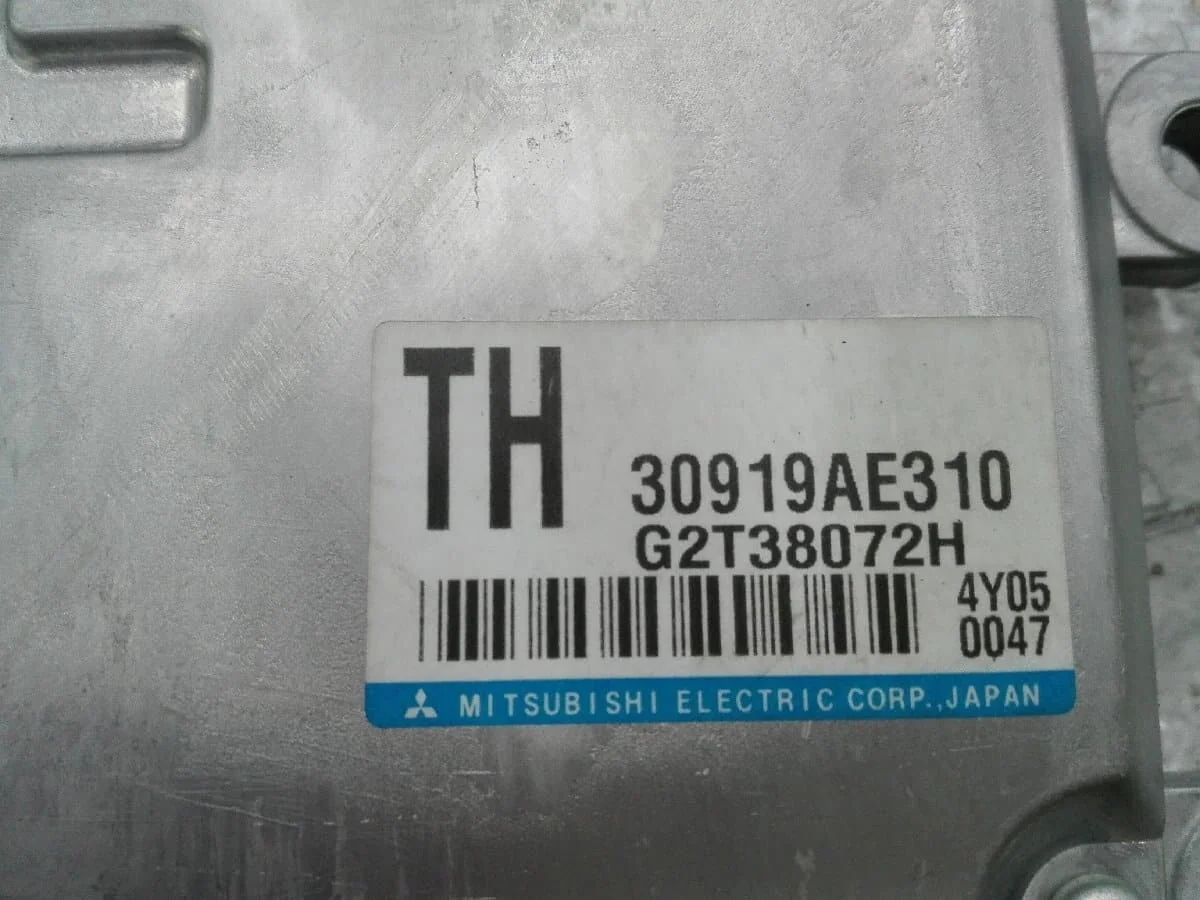 TH
30919AE310
G2T38072H
4Y05
0047
MITSUBISHI ELECTRIC CORP.,JAPAN